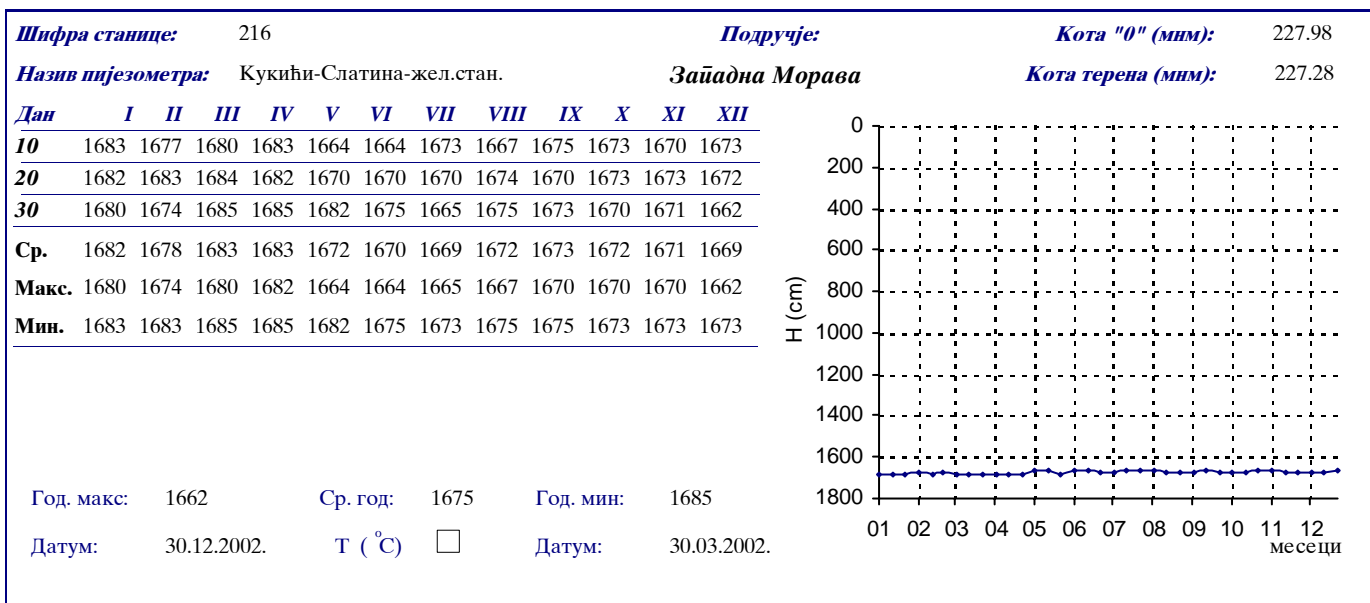 Шифра станице: 216 Подручје: Кота "0" (мнм): 227.98
Назив пијезометра: Кукићи-Слатина-жел.стан. Западна Морава Кота терена (мнм): 227.28
Дан I II III IV V VI VII VIII IX X XI XII
10 1683 1677 1680 1683 1664 1664 1673 1667 1675 1673 1670 1673
20 1682 1683 1684 1682 1670 1670 1670 1674 1670 1673 1673 1672
30 1680 1674 1685 1685 1682 1675 1665 1675 1673 1670 1671 1662
Ср. 1682 1678 1683 1683 1672 1670 1669 1672 1673 1672 1671 1669
Макс. 1680 1674 1680 1682 1664 1664 1665 1667 1670 1670 1670 1662
Мин. 1683 1683 1685 1685 1682 1675 1673 1675 1675 1673 1673 1673
Год. макс: 1662 Ср. год: 1675 Год. мин: 1685
Датум: 30.12.2002. T ( °C) Датум: 30.03.2002.
H (cm)
0
200
400
600
800
1000
1200
1400
1600
1800
01 02 03 04 05 06 07 08 09 10 11 12
месеци